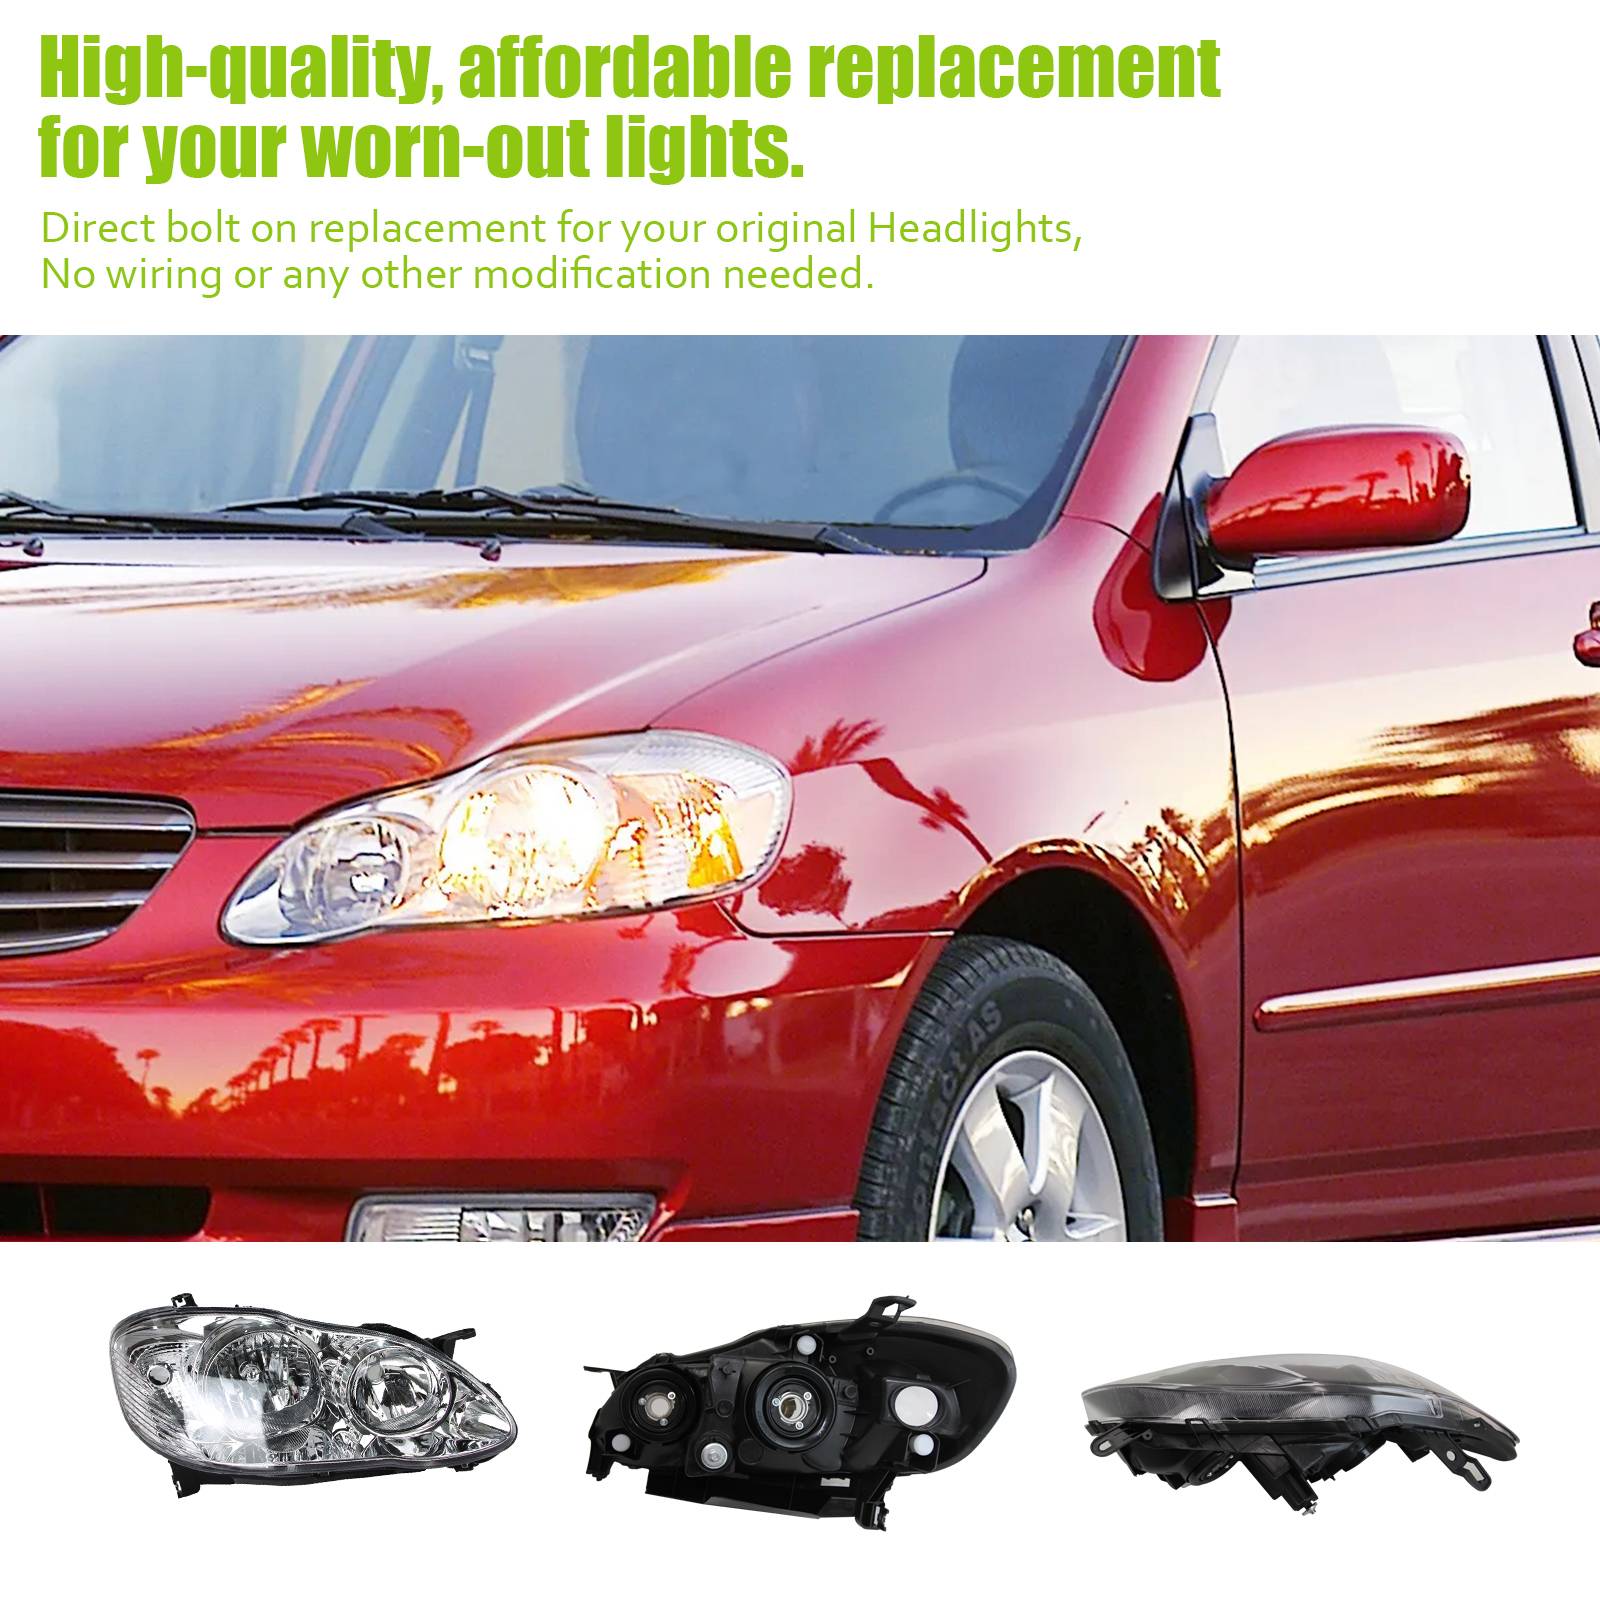 High-quality, affordable replacement
for your worn-out lights.
Direct bolt on replacement for your original Headlights,
No wiring or any other modification needed.